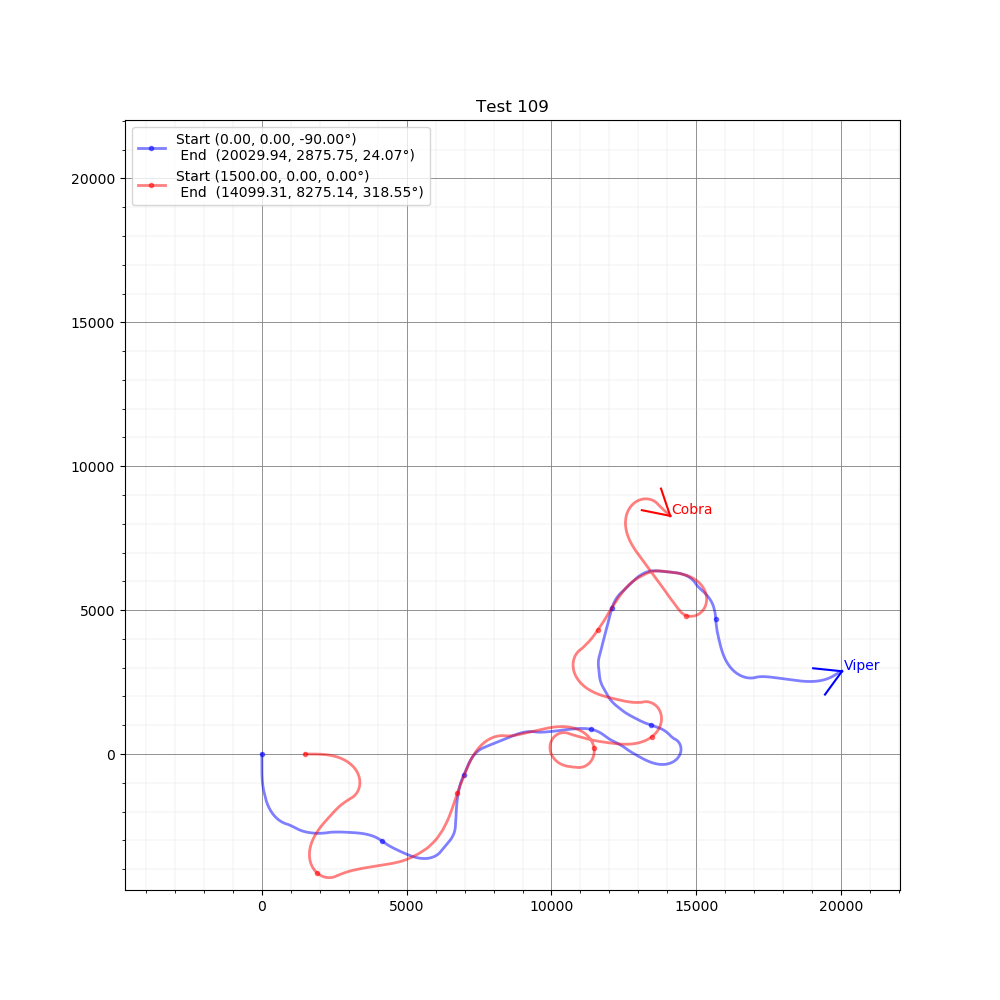 Test 109
Start (0.00, 0.00, -90.00°)
End  (20029.94, 2875.75, 24.07°)
Start (1500.00, 0.00, 0.00°)
End  (14099.31, 8275.14, 318.55°)
20000
15000
10000
5000
0
Cobra
Viper
0
5000
10000
15000
20000